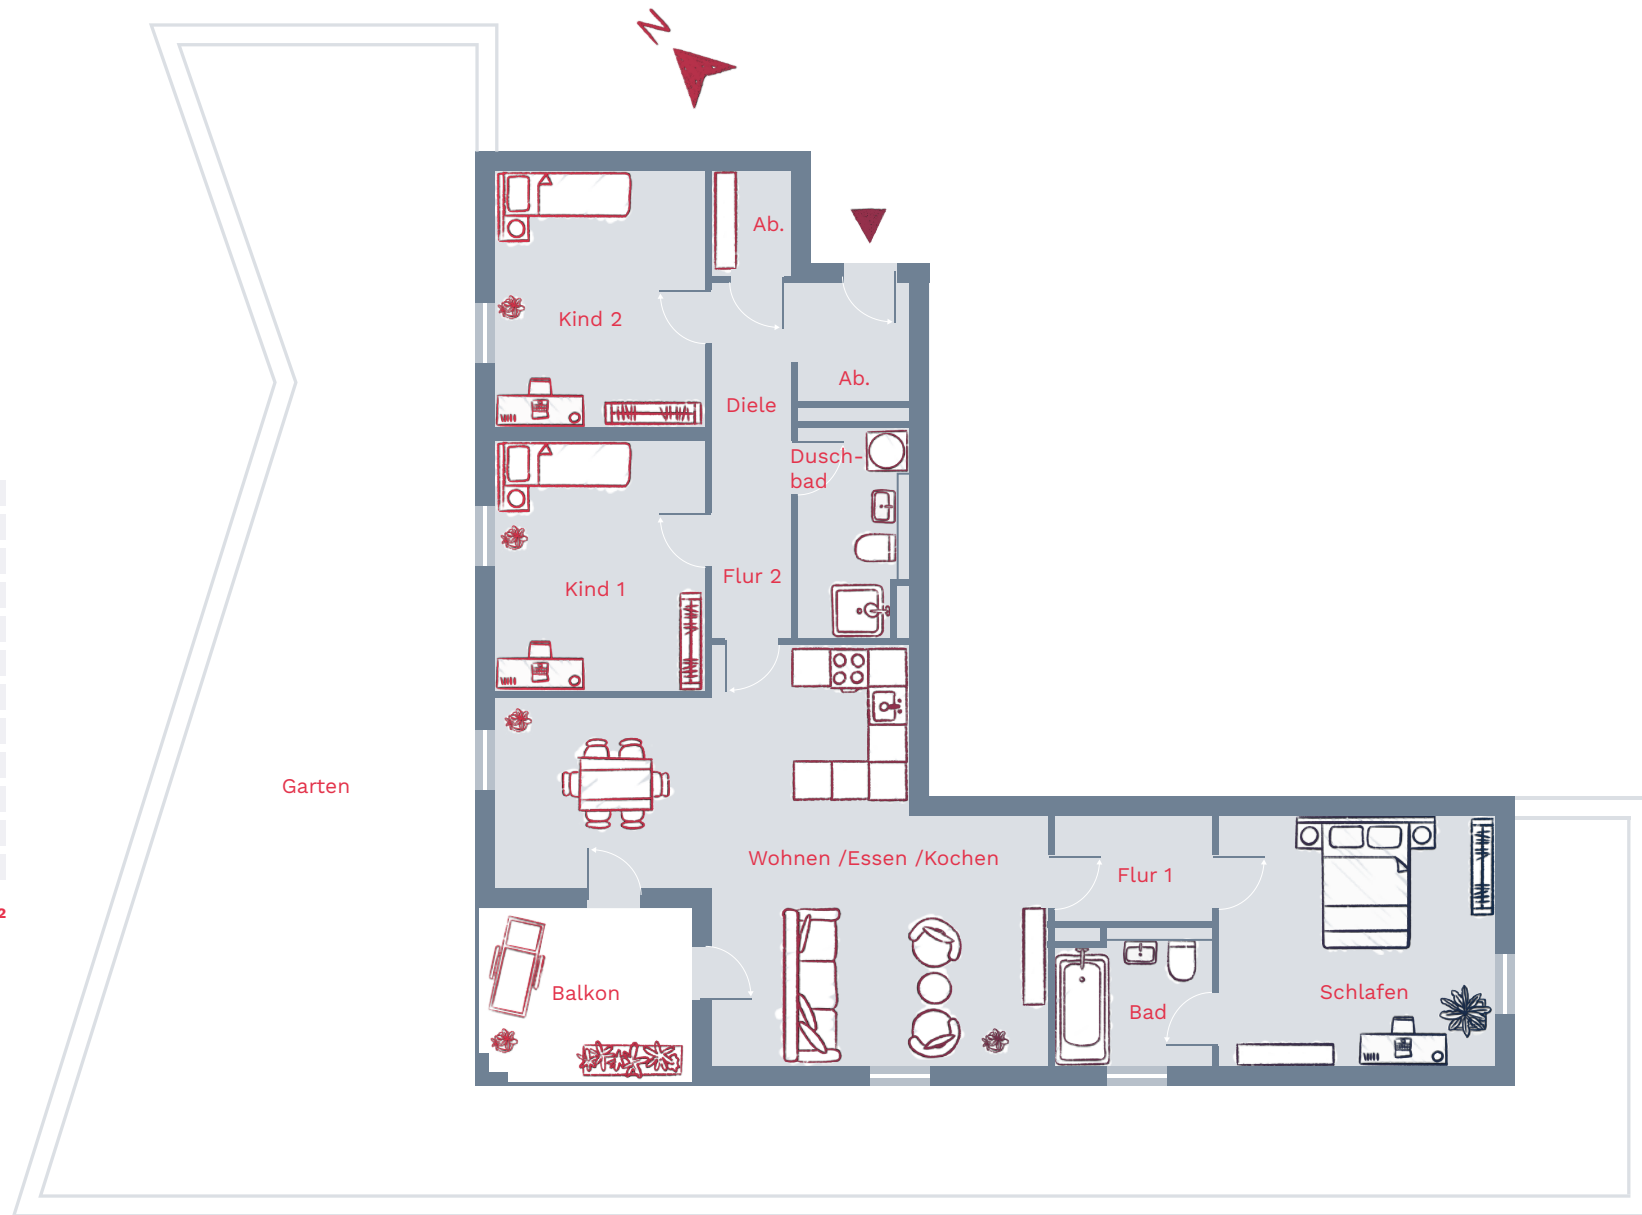 N
Ab.
Kind 2
Ab.
Diele
Dusch-
bad
Flur 2
Kind 1
Garten
Wohnen /Essen /Kochen
Flur 1
2
Balkon
Schlafen
Bad